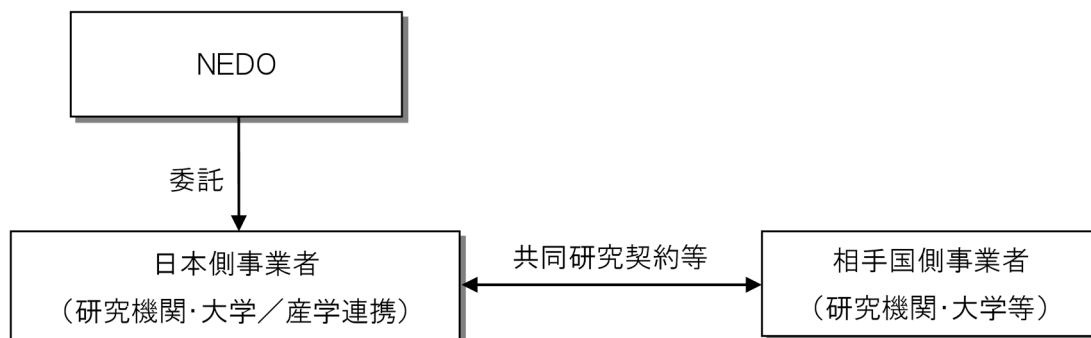 NEDO
委託
日本側事業者
（研究機関･大学／産学連携）
共同研究契約等
相手国側事業者
（研究機関･大学等）